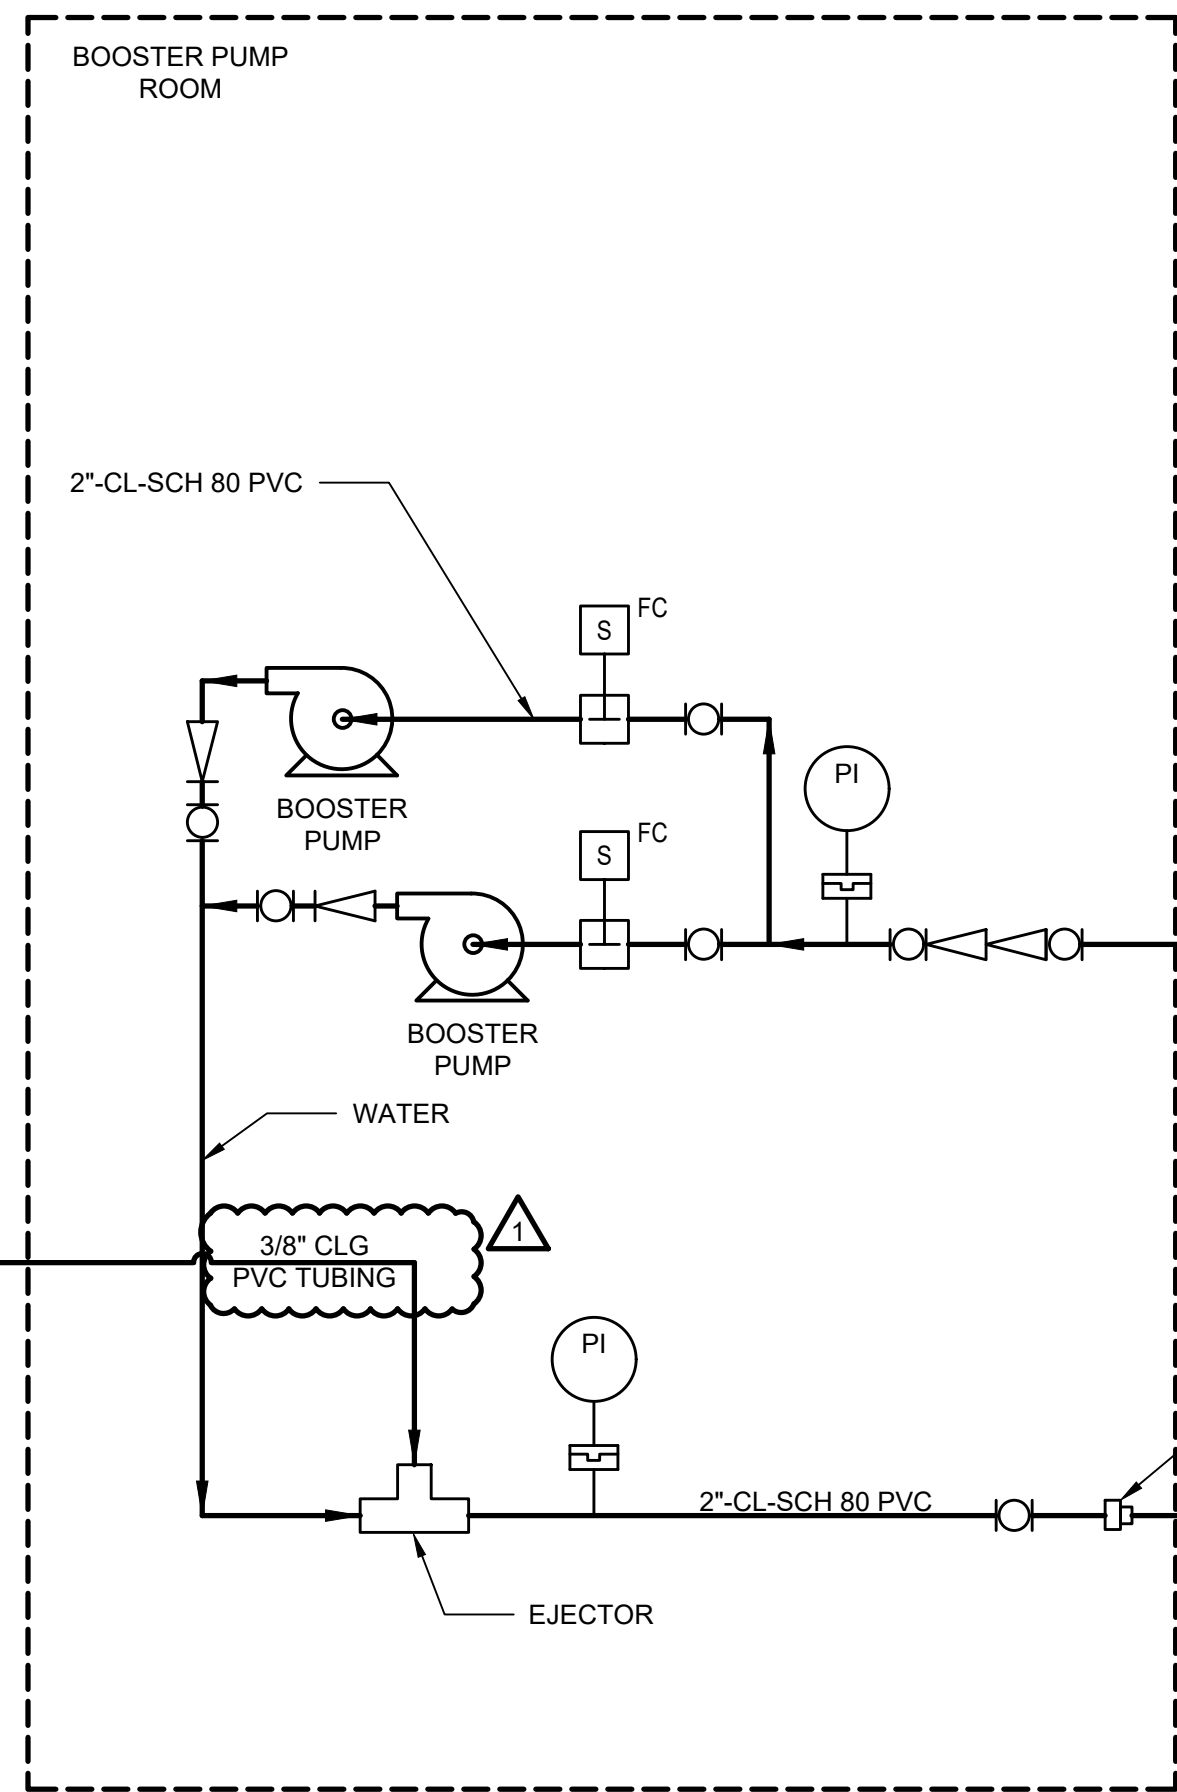 BOOSTER PUMP
ROOM
2"-CL-SCH 80 PVC
S
FC
PI
BOOSTER
PUMP
S
FC
BOOSTER
PUMP
WATER
3/8" CLG
PVC TUBING
1
PI
2"-CL-SCH 80 PVC
EJECTOR